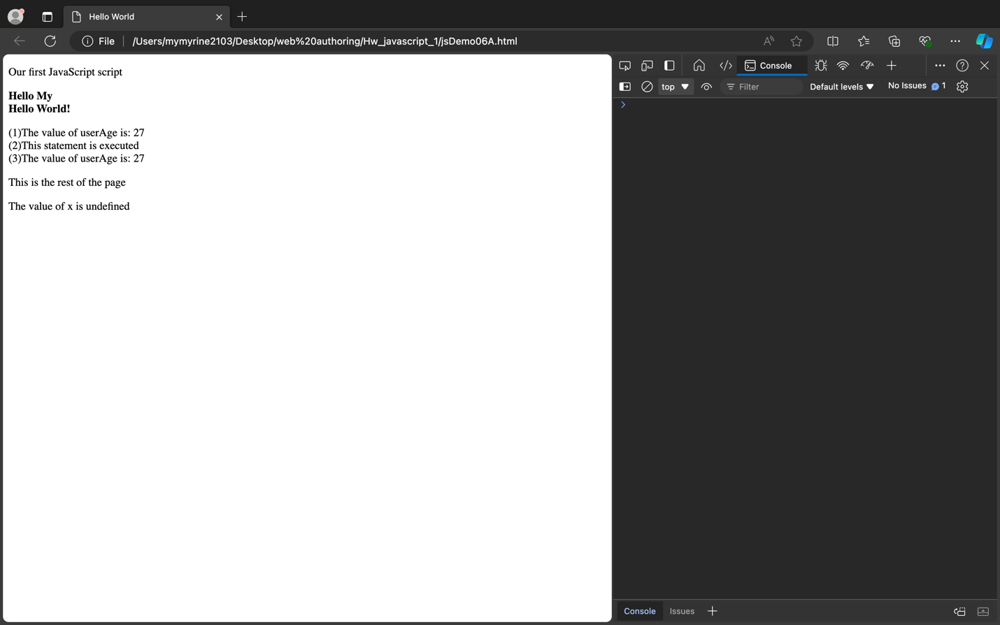 Hello World
File /Users/mymyrine2103/Desktop/web%20authoring/Hw_javascript_1/jsDemo06A.html
Console
top Filter Default levels No Issues 1
Our first JavaScript script
Hello My
Hello World!
(1)The value of userAge is: 27
(2)This statement is executed
(3)The value of userAge is: 27
This is the rest of the page
The value of x is undefined
Console Issues